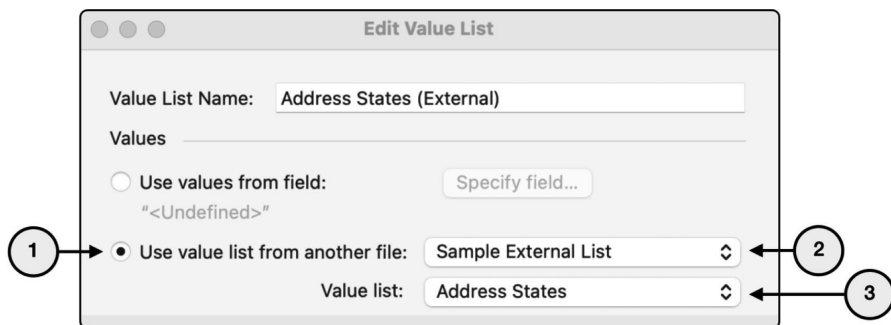 Edit Value List
Value List Name: Address States (External)
Values
Use values from field: Specify field...
"<Undefined>"
1 Use value list from another file: Sample External List 2
Value list: Address States 3